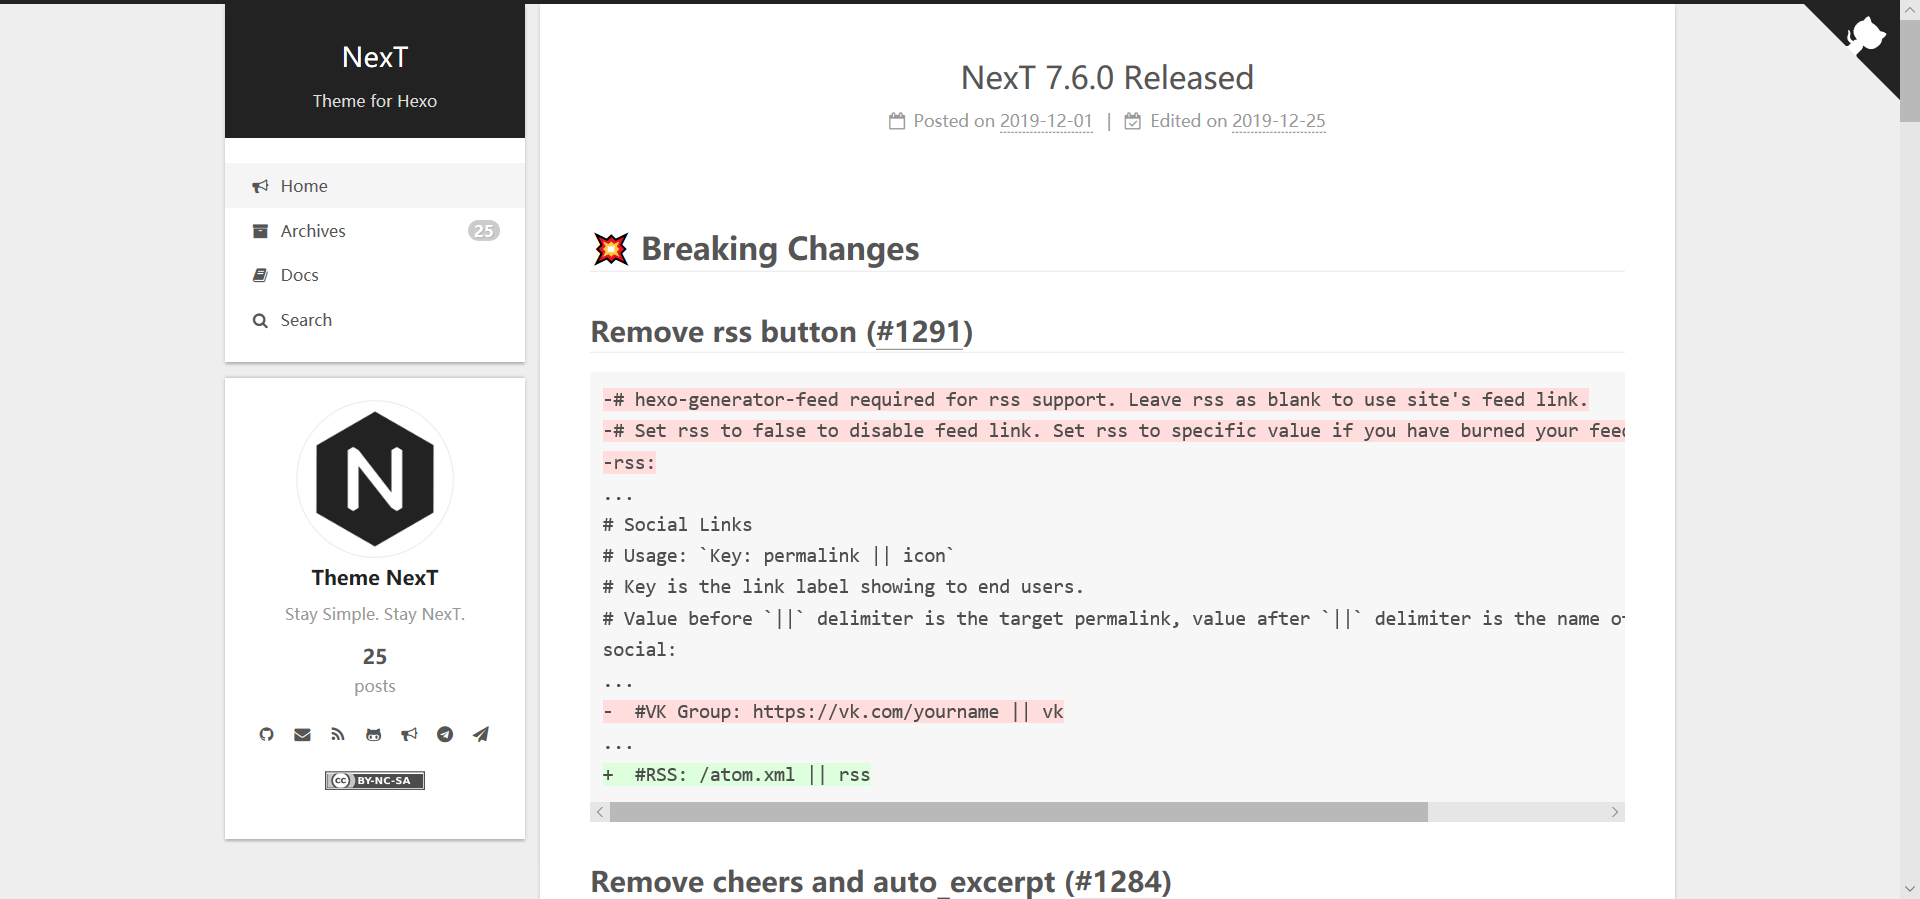 NexT
Theme for Hexo
Home
Archives 25
Docs
Search
N
Theme NexT
Stay Simple. Stay NexT.
25
posts
cc BY-NC-SA
NexT 7.6.0 Released
Posted on 2019-12-01 | Edited on 2019-12-25
Breaking Changes
Remove rss button (#1291)
-# hexo-generator-feed required for rss support. Leave rss as blank to use site's feed link.
-# Set rss to false to disable feed link. Set rss to specific value if you have burned your
-rss:
...
# Social Links
# Usage: `Key: permalink || icon`
# Key is the link label showing to end users.
# Value before `||` delimiter is the target permalink, value after `||` delimiter is the name
social:
...
-  #VK Group: https://vk.com/yourname || vk
...
+  #RSS: /atom.xml || rss
Remove cheers and auto_excerpt (#1284)